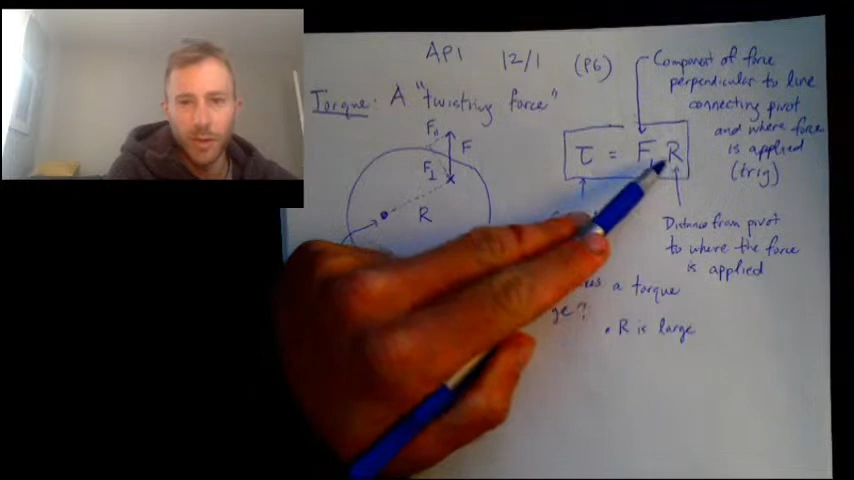 AP1 12/1 (P6)
Torque: A "twisting force"
F
F⊥
R
τ = F⊥R
Component of force
perpendicular to line
connecting pivot
and where force
is applied
(trig)
Distance from pivot
to where the force
is applied
a torque
• R is large